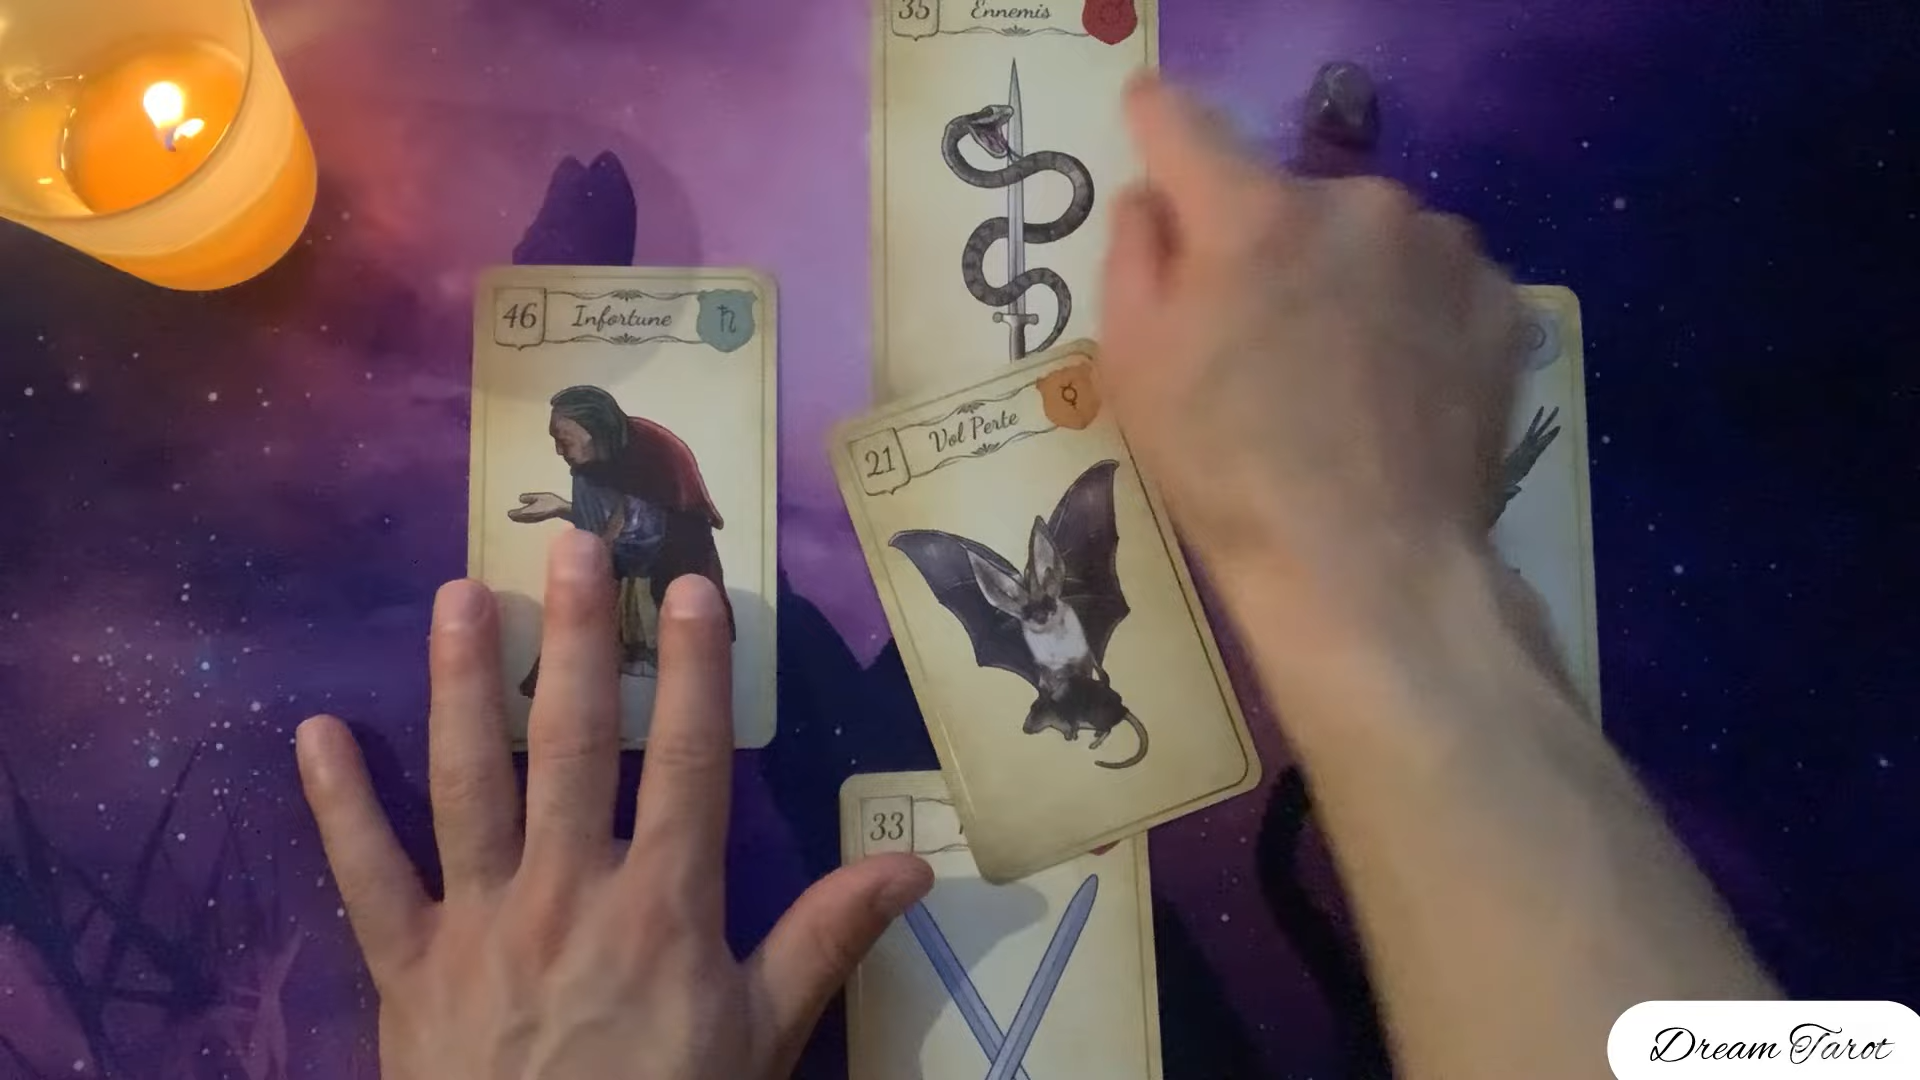 35 Ennemis
46 Infortune
21 Vol Perte
33
Dream Tarot